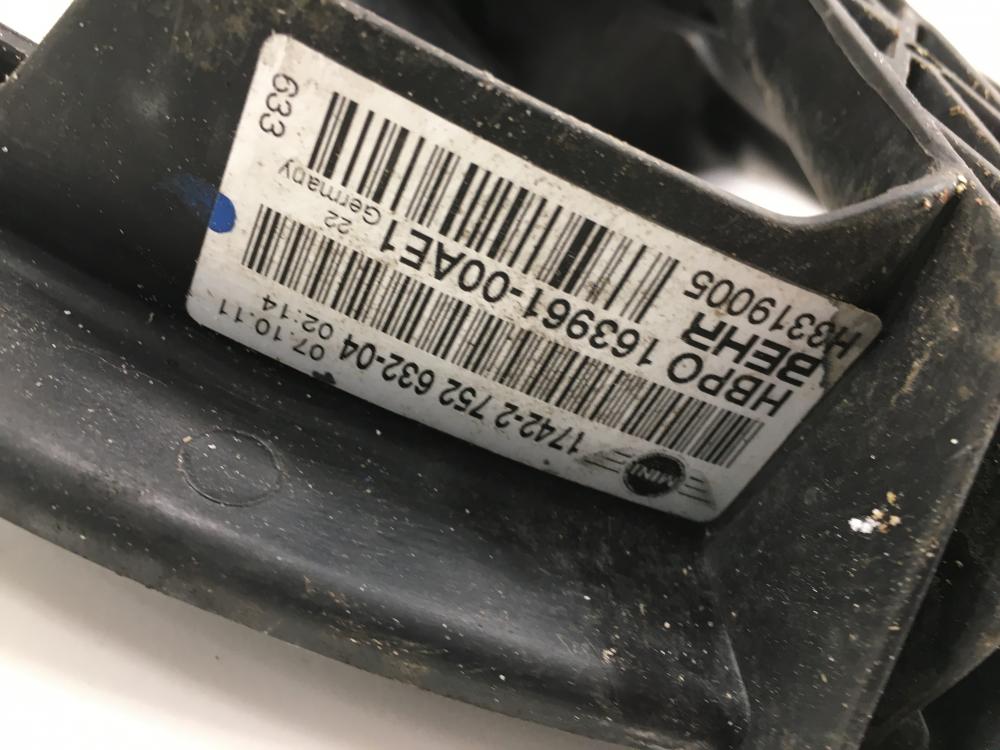 MINI
1742-2 752 632-04
07.10.11
02:14
HBPO 163961-00AE1
22
BEHR
Germany
H8319005
633